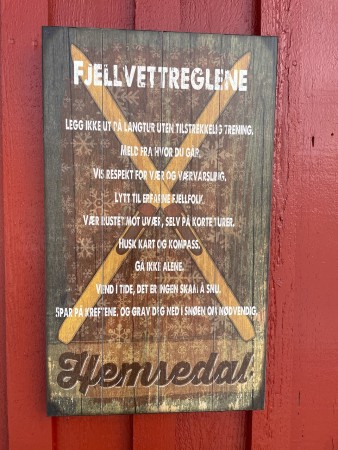 FJELLVETTREGLENE
LEGG IKKE UT PÅ LANGTUR UTEN TILSTREKKELIG TRENING.
MELD FRA HVOR DU GÅR.
VIS RESPEKT FOR VÆR OG VÆRVARSLING.
LYTT TIL ERFARNE FJELLFOLK.
VÆR RUSTET MOT UVÆR, SELV PÅ KORTE TURER.
HUSK KART OG KOMPASS.
GÅ IKKE ALENE.
VEND I TIDE, DET ER INGEN SKAM Å SNU.
SPAR PÅ KREFTENE, OG GRAV DEG NED I SNØEN OM NØDVENDIG.
Hemsedal